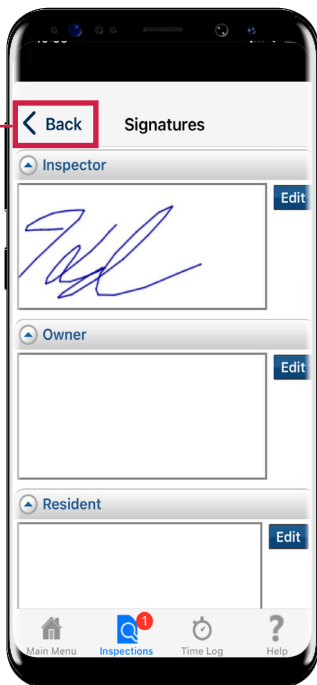 Back Signatures
Inspector
Edit
Owner
Edit
Resident
Edit
1
Main Menu Inspections Time Log Help